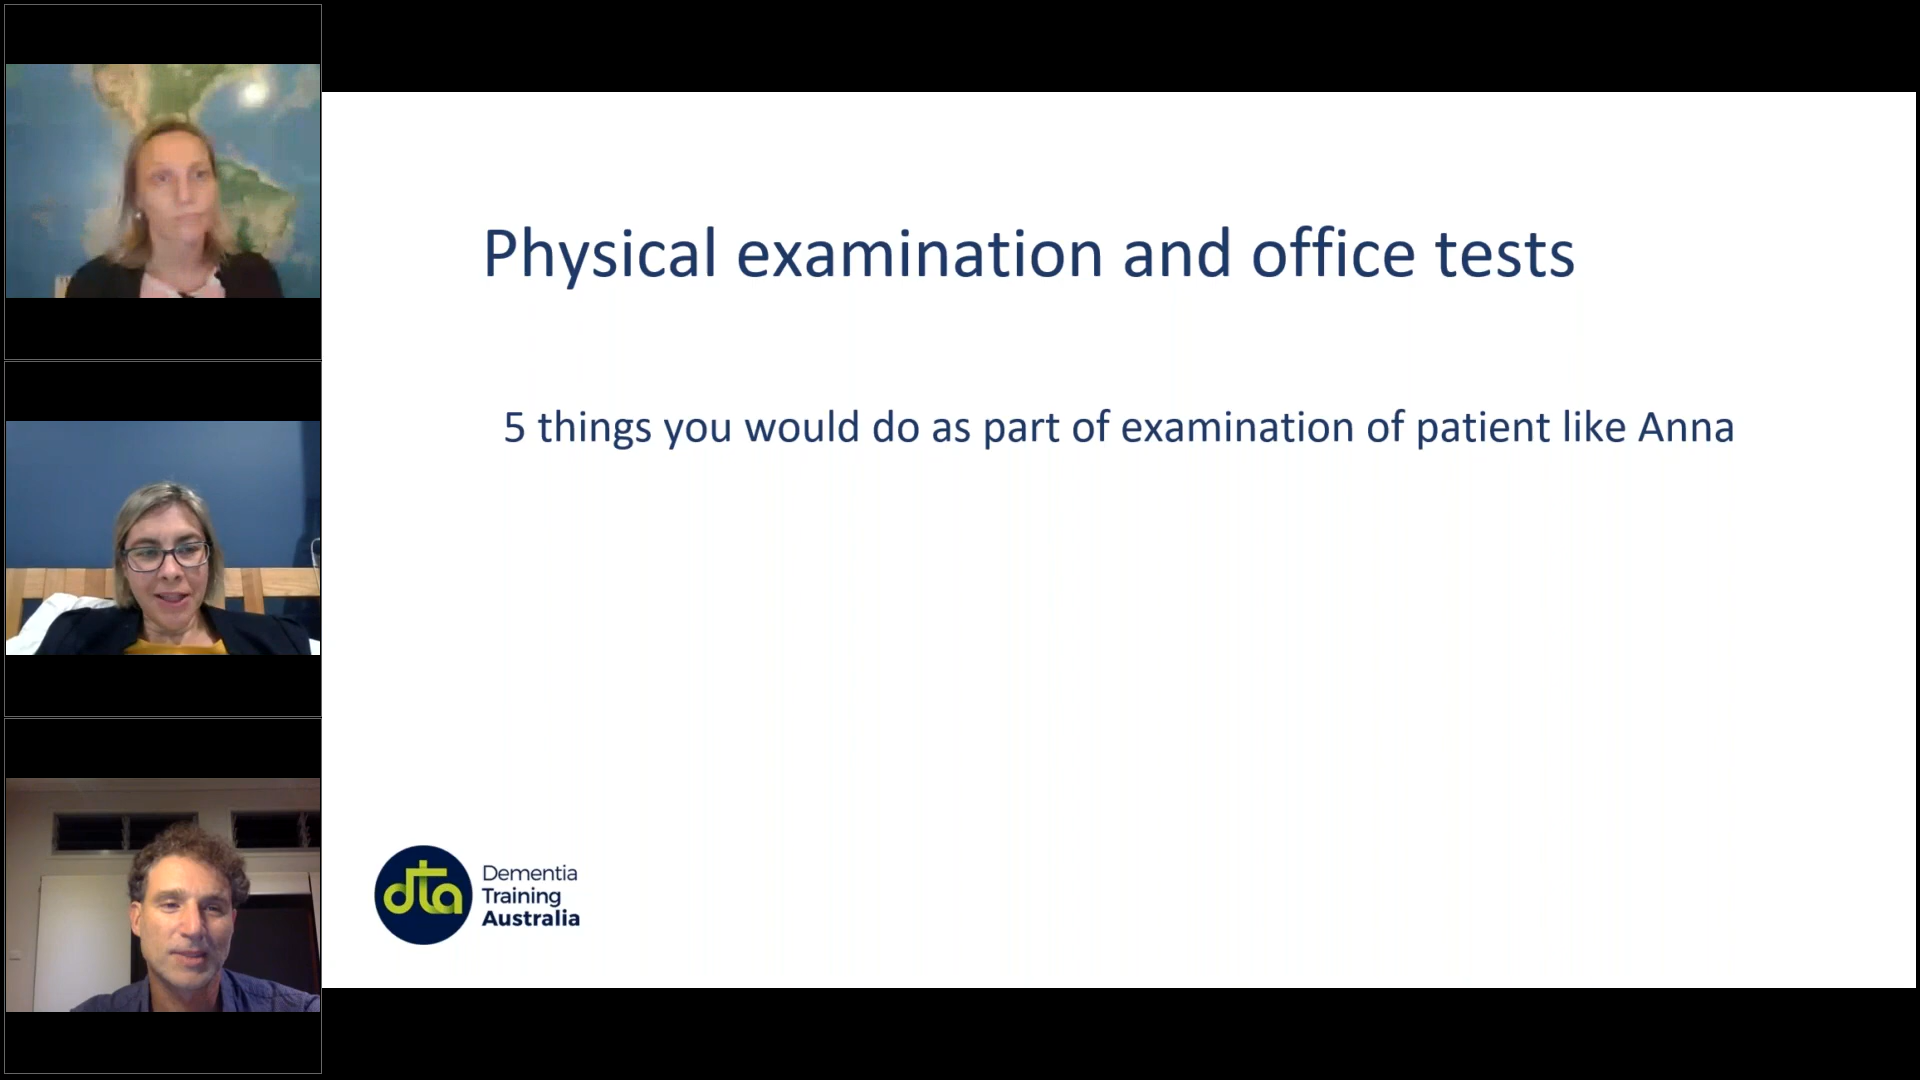 Physical examination and office tests
5 things you would do as part of examination of patient like Anna
dta
Dementia
Training
Australia